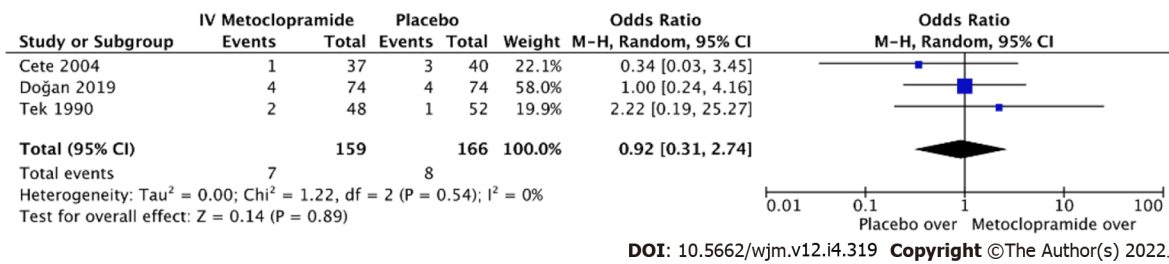 IV Metoclopramide Placebo Odds Ratio Odds Ratio
Study or Subgroup Events Total Events Total Weight M-H, Random, 95% CI M-H, Random, 95% CI
Cete 2004 1 37 3 40 22.1% 0.34 [0.03, 3.45]
Doğan 2019 4 74 4 74 58.0% 1.00 [0.24, 4.16]
Tek 1990 2 48 1 52 19.9% 2.22 [0.19, 25.27]
Total (95% CI) 159 166 100.0% 0.92 [0.31, 2.74]
Total events 7 8
Heterogeneity: Tau² = 0.00; Chi² = 1.22, df = 2 (P = 0.54); I² = 0%
Test for overall effect: Z = 0.14 (P = 0.89)
0.01 0.1 1 10 100
Placebo over Metoclopramide over
DOI: 10.5662/wjm.v12.i4.319 Copyright ©The Author(s) 2022.